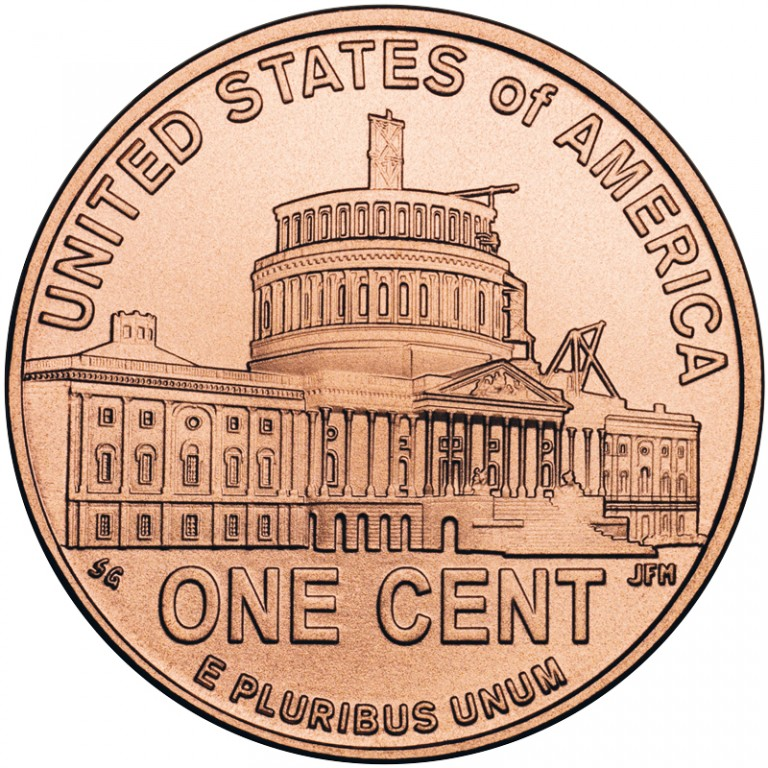 UNITED STATES of AMERICA
SG
JFM
ONE CENT
E PLURIBUS UNUM